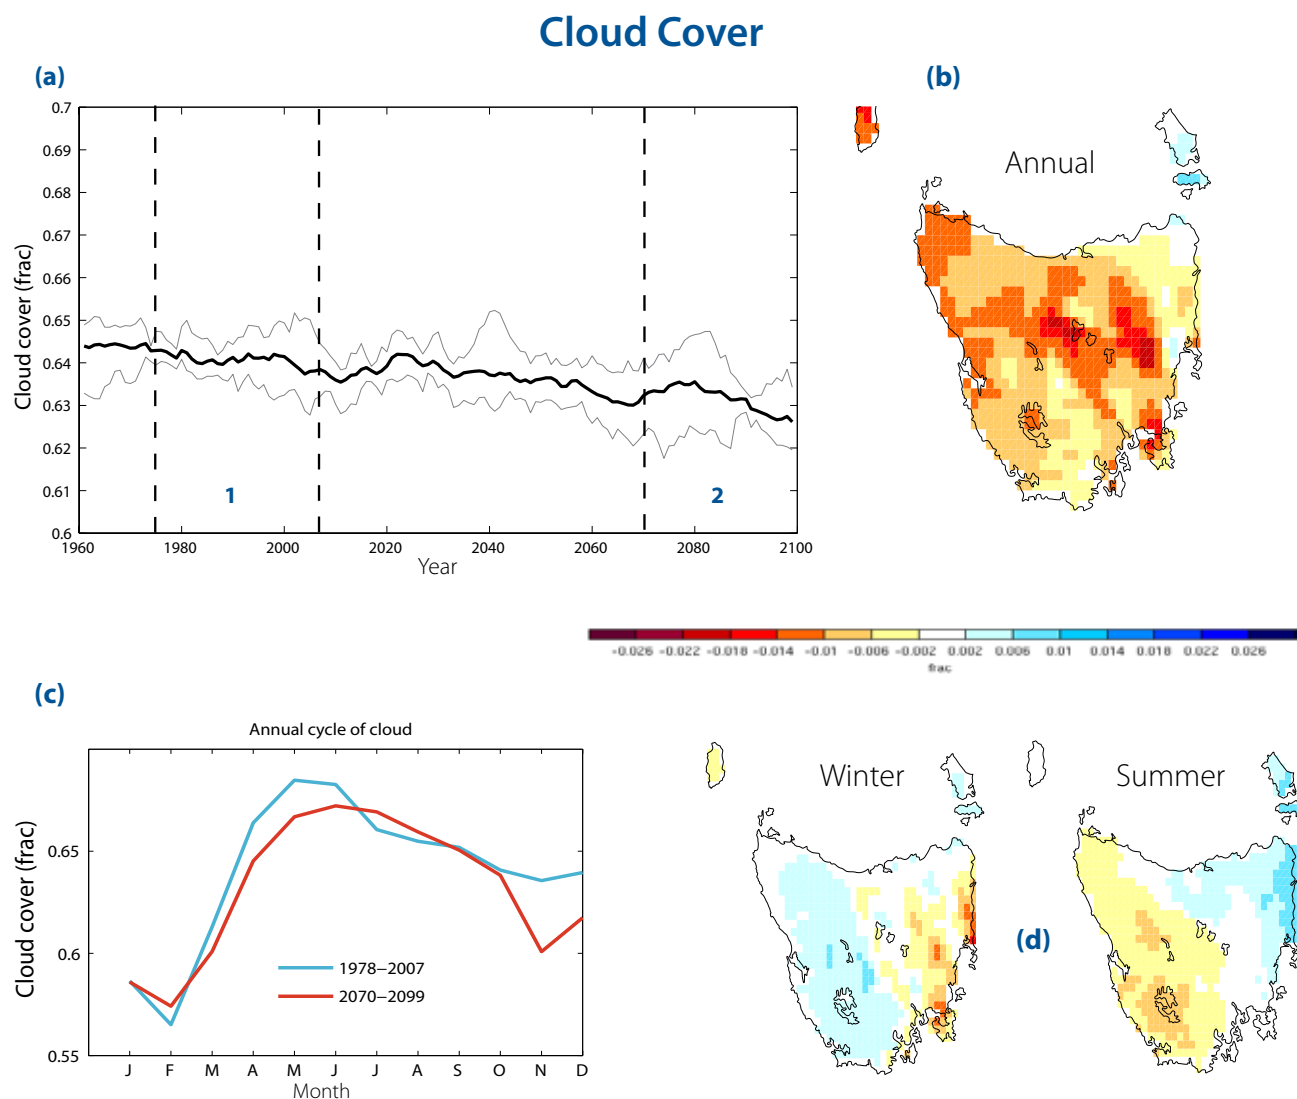 Cloud Cover
(a)
(b)
0.7
0.69
0.68
0.67
0.66
0.65
0.64
0.63
0.62
0.61
0.6
Cloud cover (frac)
1
2
1960 1980 2000 2020 2040 2060 2080 2100
Year
Annual
-0.026 -0.022 -0.018 -0.014 -0.01 -0.006 -0.002 0.002 0.006 0.01 0.014 0.018 0.022 0.026
frac
(c)
Annual cycle of cloud
0.65
0.6
0.55
Cloud cover (frac)
1978–2007
2070–2099
J F M A M J J A S O N D
Month
Winter
Summer
(d)